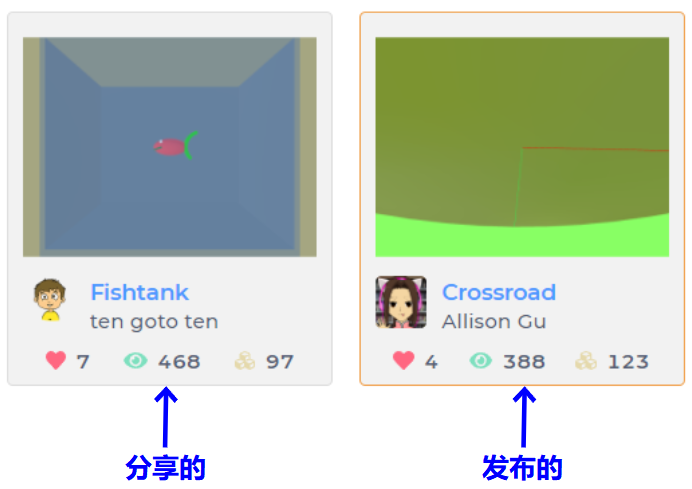 Fishtank
ten goto ten
7 468 97
分享的
Crossroad
Allison Gu
4 388 123
发布的